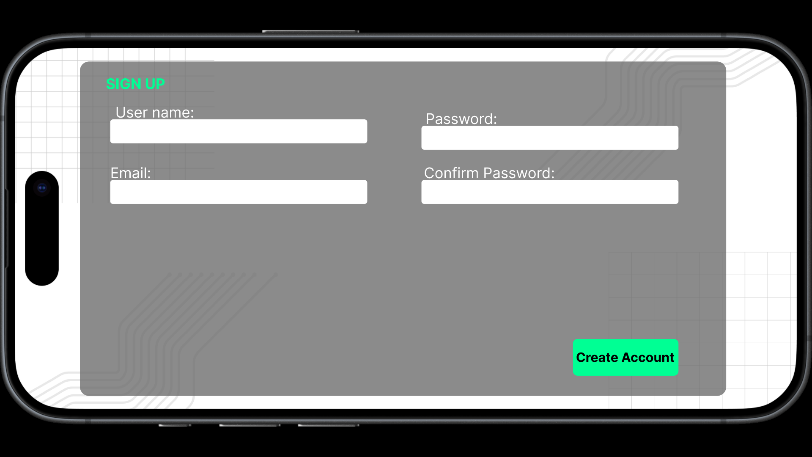 SIGN UP
User name:
Password:
Email:
Confirm Password:
Create Account